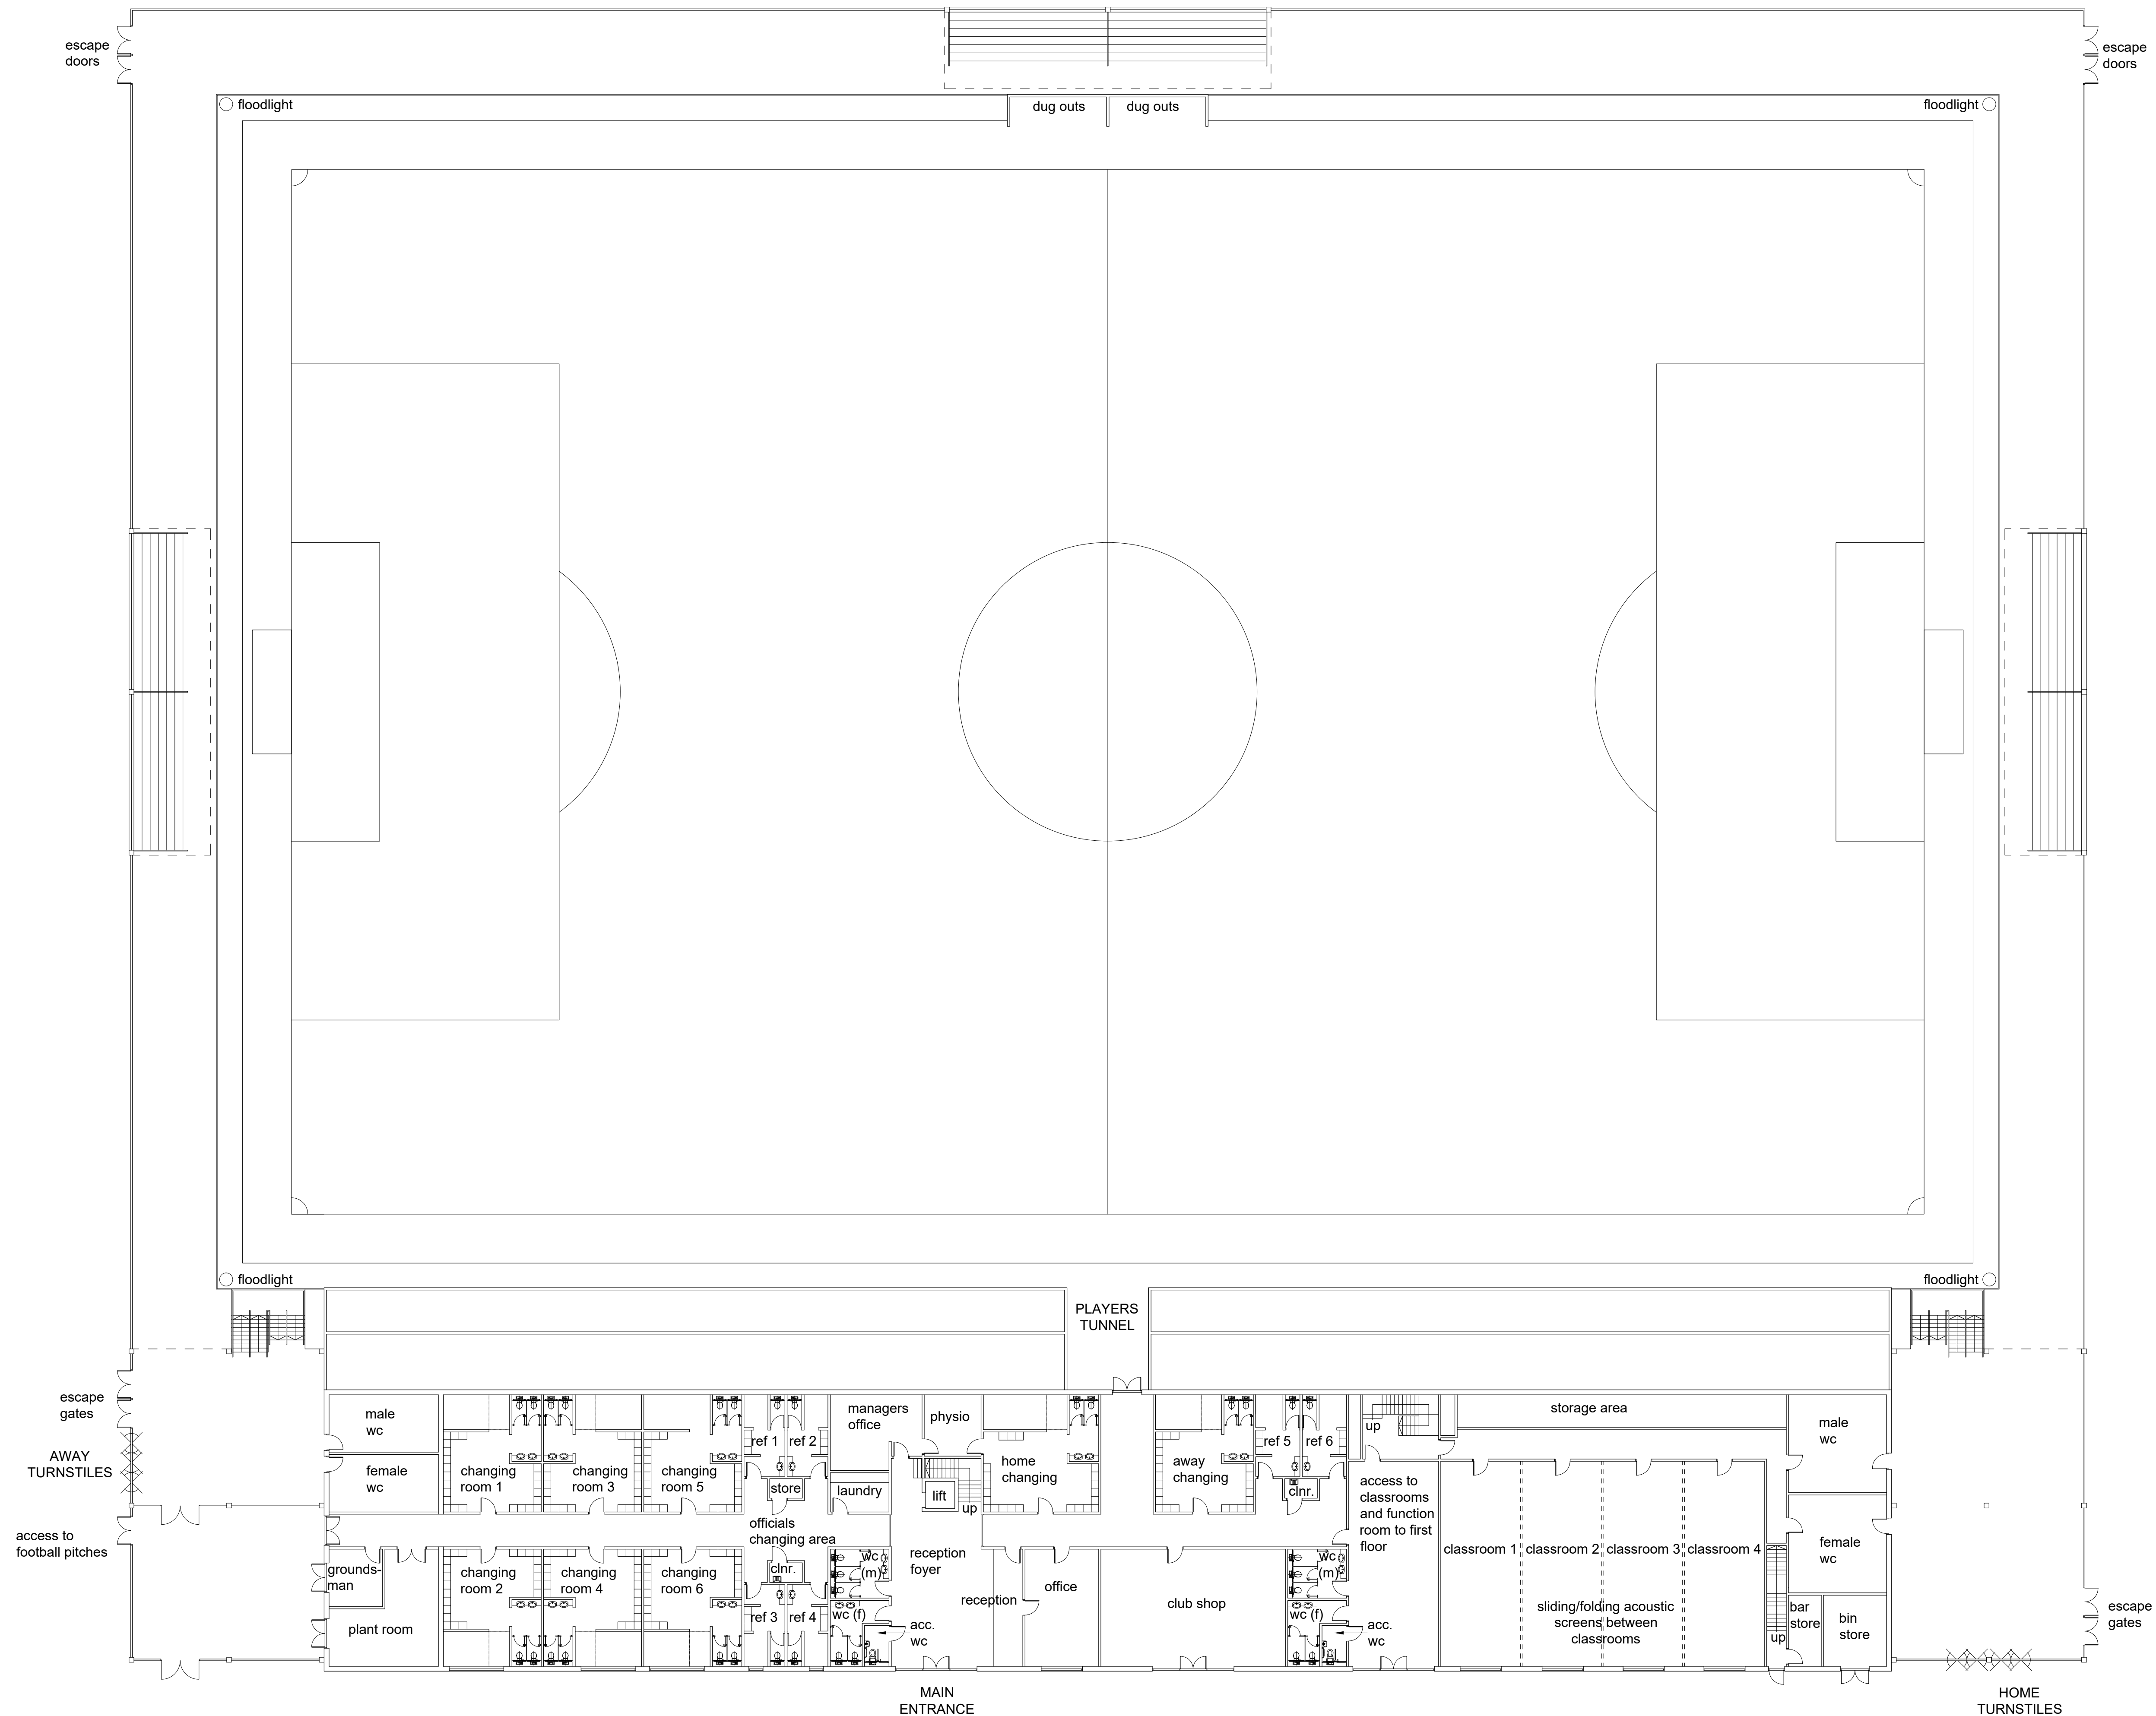 escape
doors
escape
doors
floodlight
dug outs
dug outs
floodlight
floodlight
floodlight
PLAYERS
TUNNEL
escape
gates
AWAY
TURNSTILES
access to
football pitches
male
wc
female
wc
changing
room 1
changing
room 3
changing
room 5
ref 1
ref 2
store
managers
office
laundry
physio
lift
up
home
changing
away
changing
ref 5
ref 6
clnr.
up
storage area
male
wc
officials
changing area
access to
classrooms
and function
room to first
floor
grounds-
man
plant room
changing
room 2
changing
room 4
changing
room 6
clnr.
ref 3
ref 4
wc
(m)
wc (f)
acc.
wc
reception
foyer
reception
office
club shop
wc
(m)
wc (f)
acc.
wc
classroom 1
classroom 2
classroom 3
classroom 4
sliding/folding acoustic
screens between
classrooms
up
female
wc
bar
store
bin
store
escape
gates
MAIN
ENTRANCE
HOME
TURNSTILES